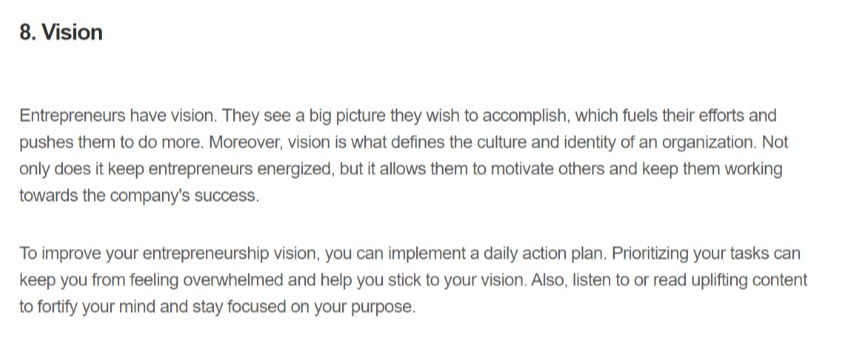 8. Vision
Entrepreneurs have vision. They see a big picture they wish to accomplish, which fuels their efforts and
pushes them to do more. Moreover, vision is what defines the culture and identity of an organization. Not
only does it keep entrepreneurs energized, but it allows them to motivate others and keep them working
towards the company's success.
To improve your entrepreneurship vision, you can implement a daily action plan. Prioritizing your tasks can
keep you from feeling overwhelmed and help you stick to your vision. Also, listen to or read uplifting content
to fortify your mind and stay focused on your purpose.